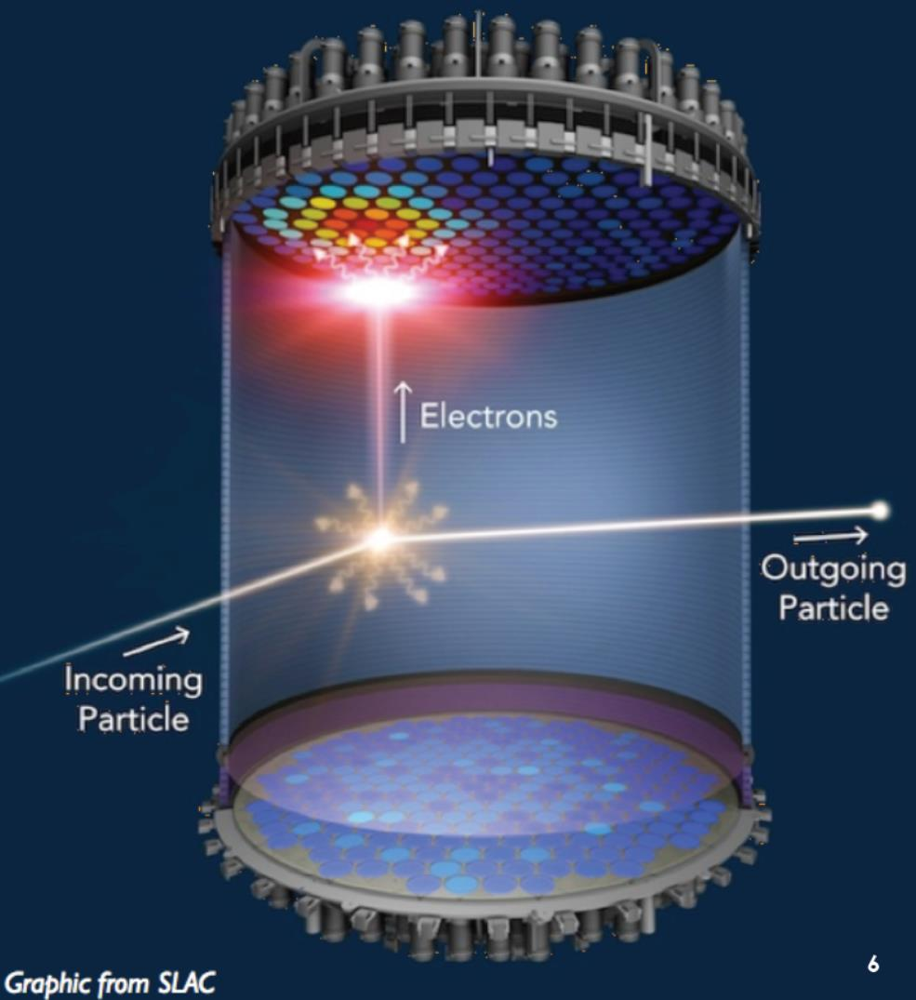 Electrons
Outgoing
Particle
Incoming
Particle
6
Graphic from SLAC